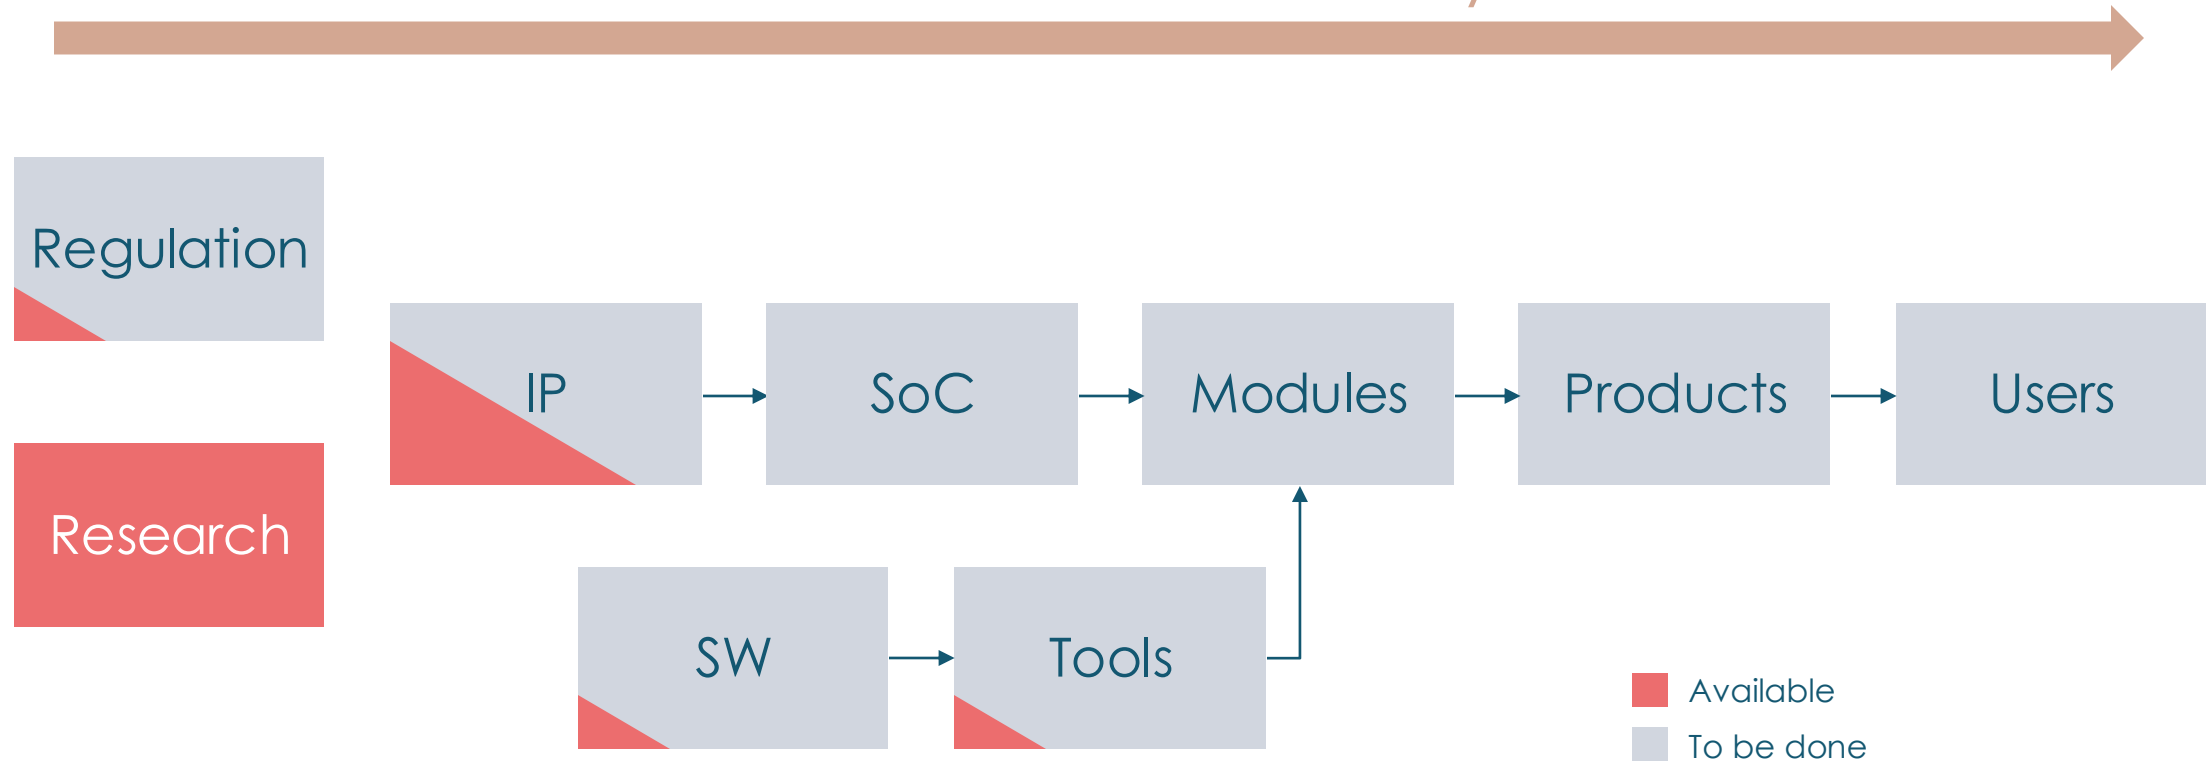 Regulation
Research
IP
SoC
Modules
Products
Users
SW
Tools
Available
To be done